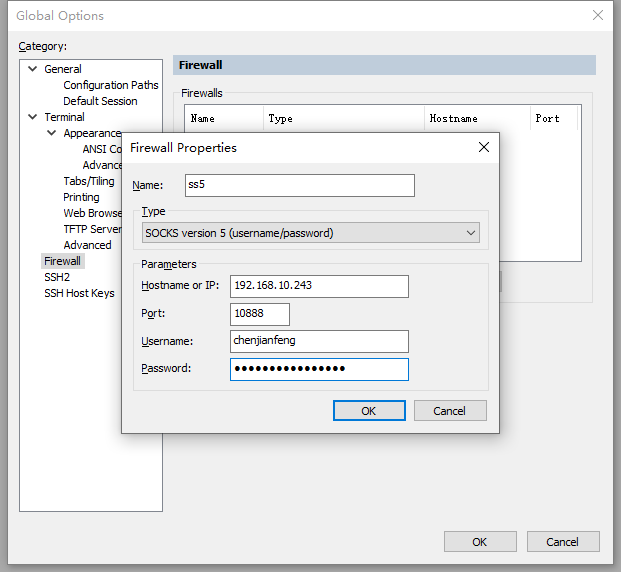 Global Options
Category:
General
Configuration Paths
Default Session
Terminal
Appearance
ANSI Co
Advance
Tabs/Tiling
Printing
Web Browse
TFTP Server
Advanced
Firewall
SSH2
SSH Host Keys
Firewall
Firewalls
Name Type Hostname Port
Firewall Properties
Name: ss5
Type
SOCKS version 5 (username/password)
Parameters
Hostname or IP: 192.168.10.243
Port: 10888
Username: chenjianfeng
Password: ••••••••••••••••
OK Cancel
OK Cancel